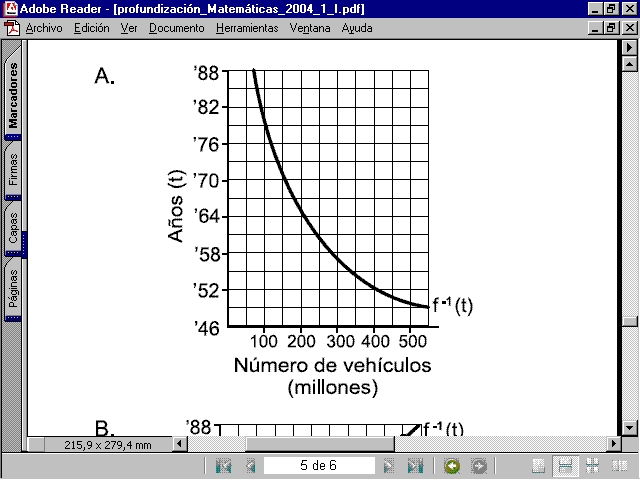 Adobe Reader - [profundización_Matemáticas_2004_1_I.pdf]
Archivo Edición Ver Documento Herramientas Ventana Ayuda
Marcadores
Firmas
Capas
Páginas
A.
'88
'82
'76
'70
'64
'58
'52
'46
Años (t)
f⁻¹(t)
100 200 300 400 500
Número de vehículos
(millones)
B.
'88
f⁻¹(t)
215,9 x 279,4 mm
5 de 6